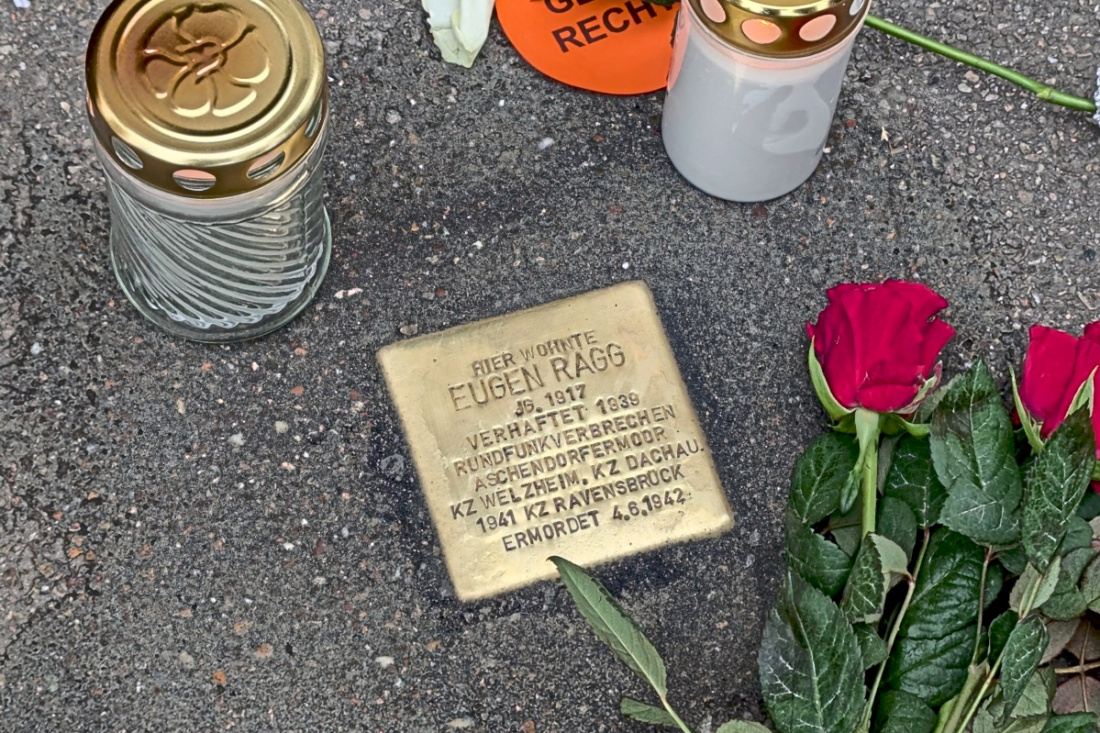 RECH
HIER WOHNTE
EUGEN RAGG
JG. 1917
VERHAFTET 1939
RUNDFUNKVERBRECHEN
ASCHENDORFERMOOR
KZ WELZHEIM, KZ DACHAU.
1941 KZ RAVENSBRÜCK
ERMORDET 4.6.1942